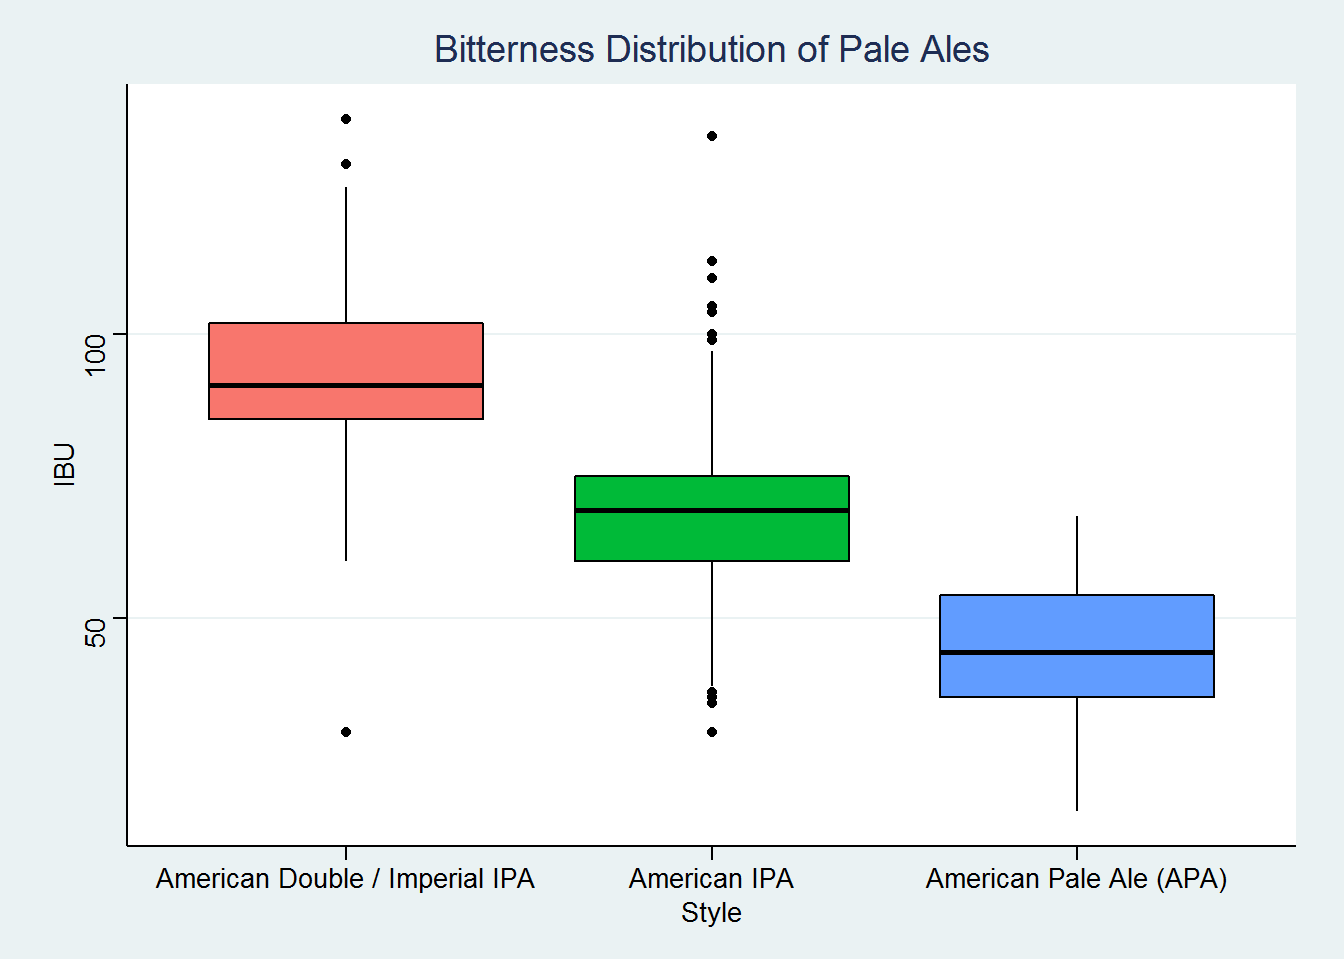 Bitterness Distribution of Pale Ales
IBU
100
50
American Double / Imperial IPA
American IPA
American Pale Ale (APA)
Style